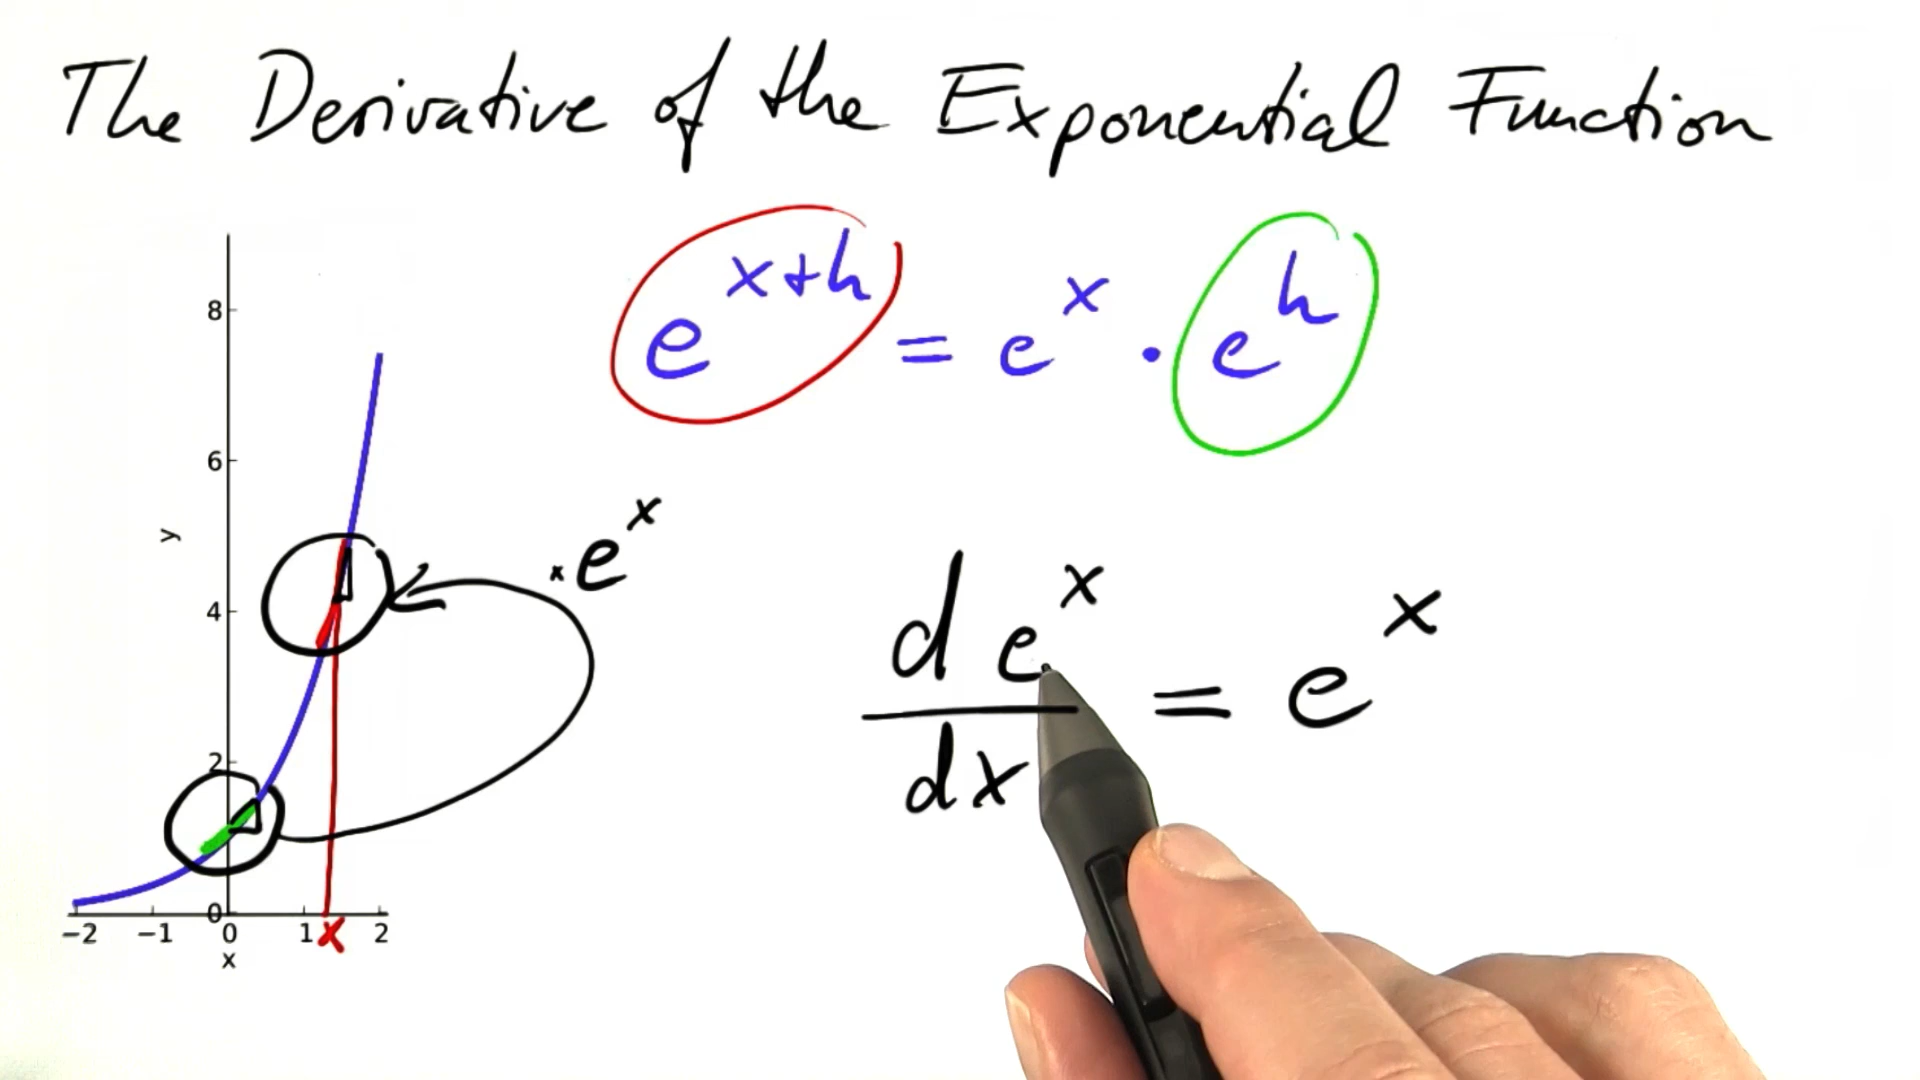 The Derivative of the Exponential Function
e^{x+h} = e^x · e^h
8
6
y
× e^x
4
d e^x / dx = e^x
2
0
−2 −1 0 1 x 2
x